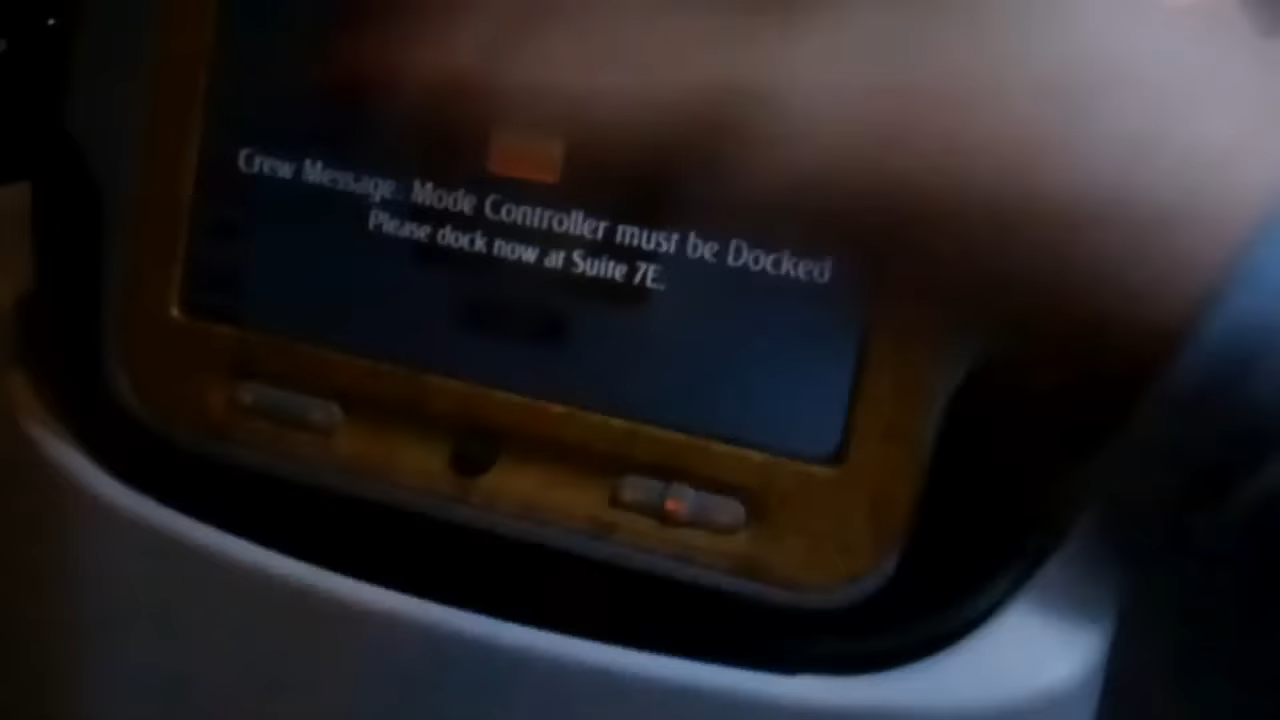 Crew Message: Mode Controller must be Docked
Please dock now at Suite 7E.